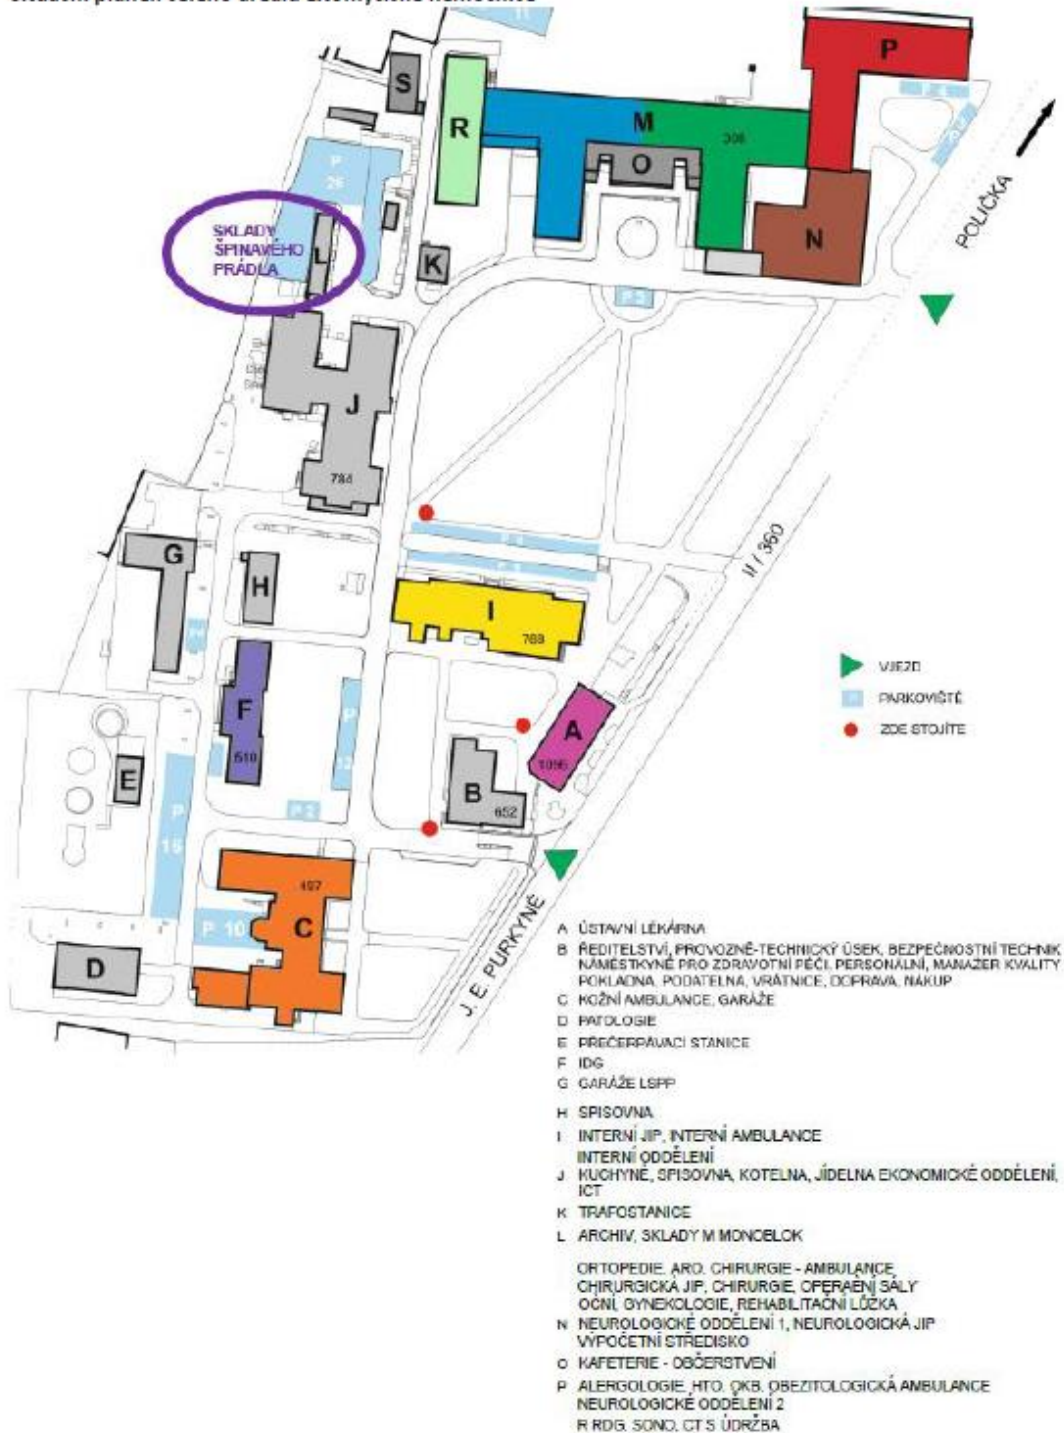 S
P
R
M
308
O
P
26
SKLADY
ŠPINAVÉHO
PRÁDLA
L
K
N
POLIČKA
P 5
J
784
G
H
II / 360
I
788
F
510
P
12
A
1096
B
652
E
P
15
P 2
VJEZD
P PARKOVIŠTĚ
ZDE STOJÍTE
497
C
P 10
D
J. E. PURKYNĚ
A ÚSTAVNÍ LÉKÁRNA
B ŘEDITELSTVÍ, PROVOZNĚ-TECHNICKÝ ÚSEK, BEZPEČNOSTNÍ TECHNIK
NÁMĚSTKYNĚ PRO ZDRAVOTNÍ PÉČI, PERSONÁLNÍ, MANAŽER KVALITY
POKLADNA, PODATELNA, VRÁTNICE, DOPRAVA, NÁKUP
C KOŽNÍ AMBULANCE, GARÁŽE
D PATOLOGIE
E PŘEČERPÁVACÍ STANICE
F IDG
G GARÁŽE LSPP
H SPISOVNA
I INTERNÍ JIP, INTERNÍ AMBULANCE
INTERNÍ ODDĚLENÍ
J KUCHYNĚ, SPISOVNA, KOTELNA, JÍDELNA EKONOMICKÉ ODDĚLENÍ,
ICT
K TRAFOSTANICE
L ARCHIV, SKLADY M MONOBLOK
ORTOPEDIE, ARO, CHIRURGIE - AMBULANCE
CHIRURGICKÁ JIP, CHIRURGIE, OPERAENÍ SÁLY
OCNÍ, GYNEKOLOGIE, REHABILITAČNÍ LŮŽKA
N NEUROLOGICKÉ ODDĚLENÍ 1, NEUROLOGICKÁ JIP
VÝPOČETNÍ STŘEDISKO
O KAFETERIE - OBČERSTVENÍ
P ALERGOLOGIE, HTO, OKB, OBEZITOLOGICKÁ AMBULANCE
NEUROLOGICKÉ ODDĚLENÍ 2
R RDG, SONO, CT S ÚDRŽBA